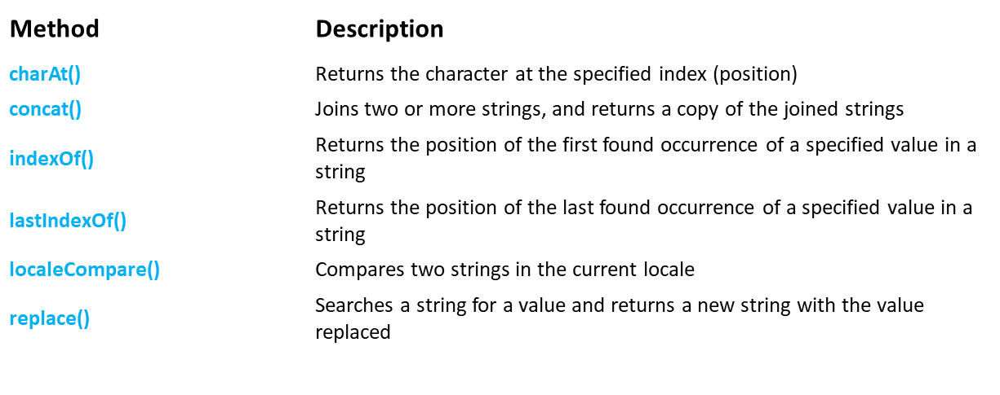 Method Description
charAt() Returns the character at the specified index (position)
concat() Joins two or more strings, and returns a copy of the joined strings
indexOf() Returns the position of the first found occurrence of a specified value in a
string
lastIndexOf() Returns the position of the last found occurrence of a specified value in a
string
localeCompare() Compares two strings in the current locale
replace() Searches a string for a value and returns a new string with the value
replaced